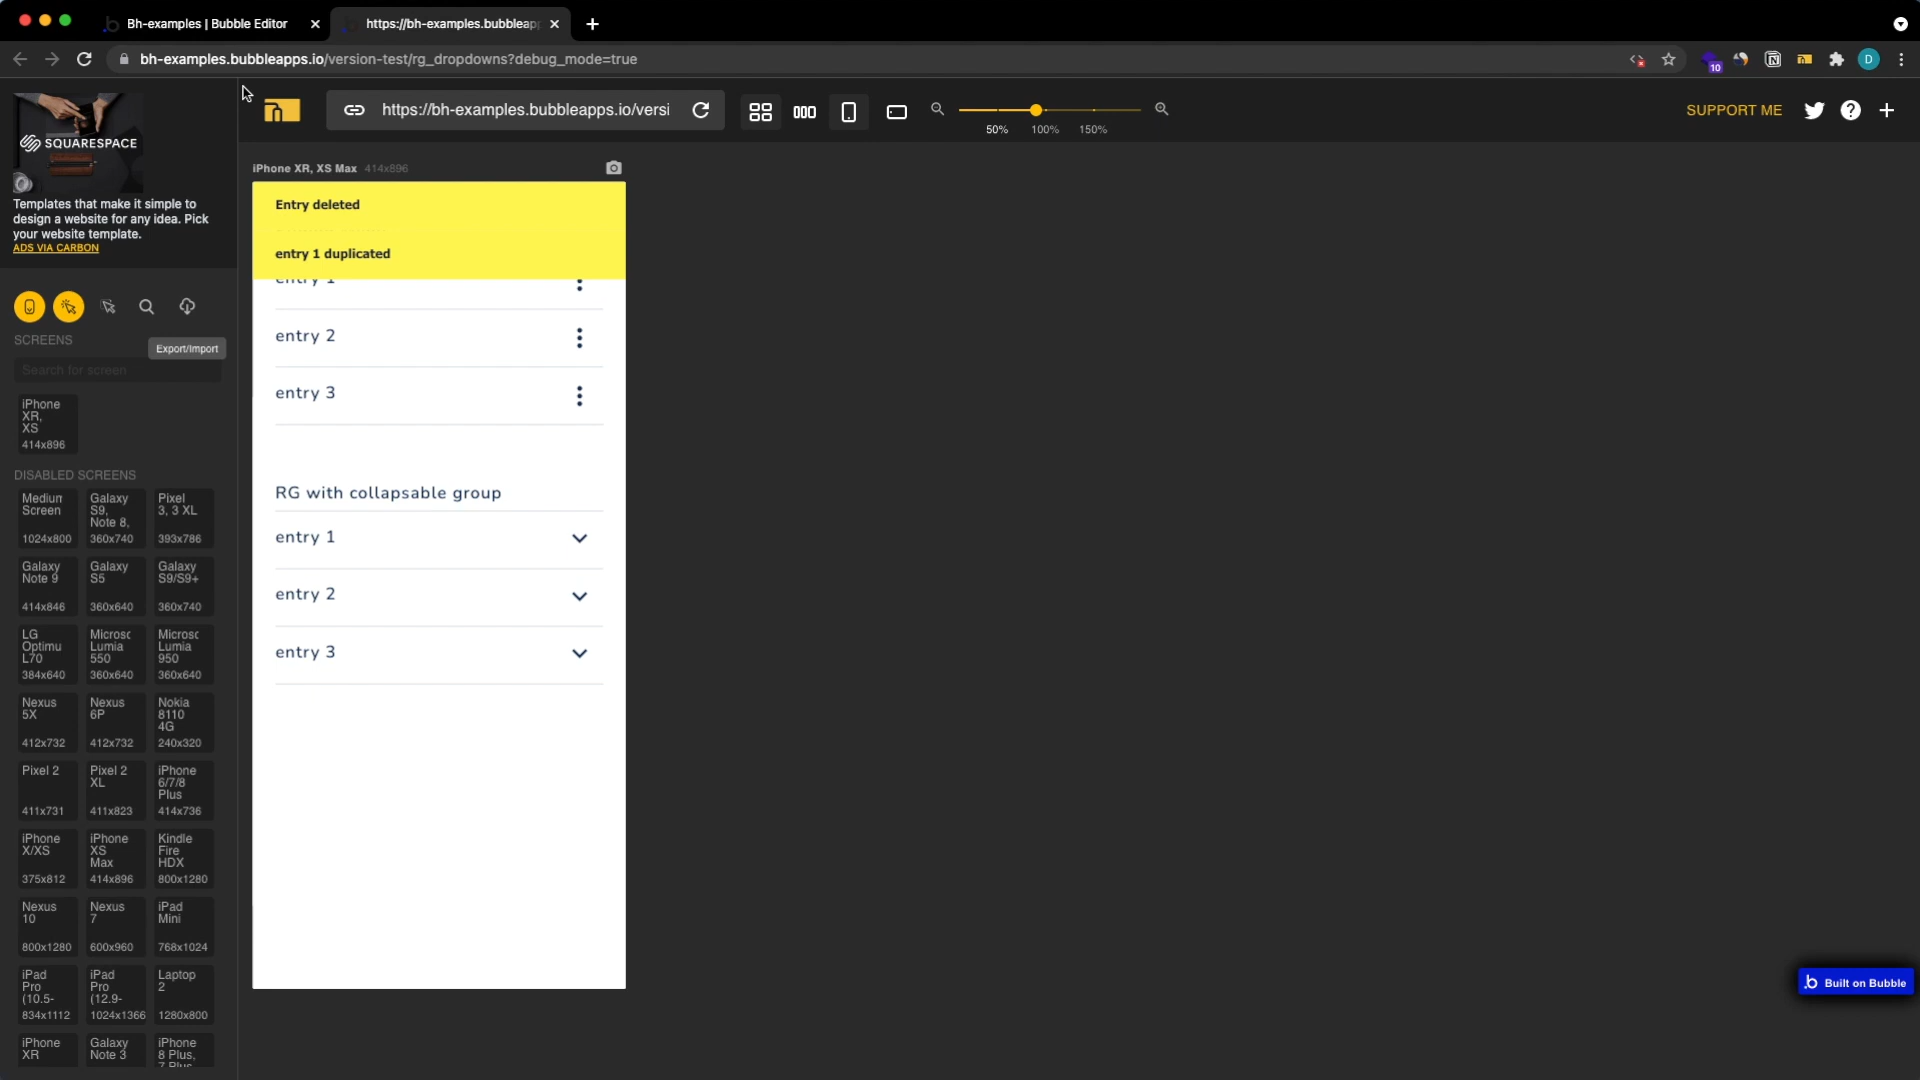 Bh-examples | Bubble Editor
https://bh-examples.bubbleap
bh-examples.bubbleapps.io/version-test/rg_dropdowns?debug_mode=true
10
D
SQUARESPACE
Templates that make it simple to
design a website for any idea. Pick
your website template.
ADS VIA CARBON
https://bh-examples.bubbleapps.io/versi
50%
100%
150%
SUPPORT ME
SCREENS
Export/Import
Search for screen
iPhone
XR,
XS
414x896
DISABLED SCREENS
Medium
Screen
1024x800
Galaxy
S9,
Note 8,
360x740
Pixel
3, 3 XL
393x786
Galaxy
Note 9
414x846
Galaxy
S5
360x640
Galaxy
S9/S9+
360x740
LG
Optimu
L70
384x640
Microsc
Lumia
550
360x640
Microsc
Lumia
950
360x640
Nexus
5X
412x732
Nexus
6P
412x732
Nokia
8110
4G
240x320
Pixel 2
411x731
Pixel 2
XL
411x823
iPhone
6/7/8
Plus
414x736
iPhone
X/XS
375x812
iPhone
XS
Max
414x896
Kindle
Fire
HDX
800x1280
Nexus
10
800x1280
Nexus
7
600x960
iPad
Mini
768x1024
iPad
Pro
(10.5-
834x1112
iPad
Pro
(12.9-
1024x1366
Laptop
2
1280x800
iPhone
XR
Galaxy
Note 3
iPhone
8 Plus,
7 Plus
iPhone XR, XS Max 414x896
Entry deleted
entry 1 duplicated
entry 1
entry 2
entry 3
RG with collapsable group
entry 1
entry 2
entry 3
Built on Bubble